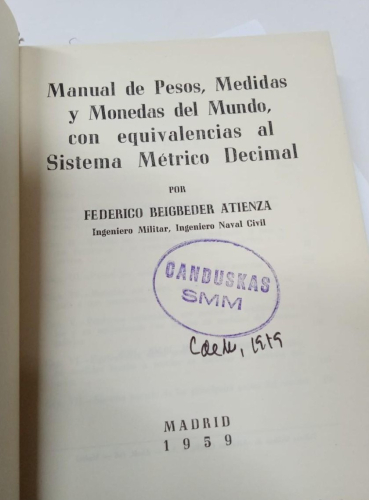 Manual de Pesos, Medidas
y Monedas del Mundo,
con equivalencias al
Sistema Métrico Decimal
POR
FEDERICO BEIGBEDER ATIENZA
Ingeniero Militar, Ingeniero Naval Civil
CANDUSKAS
SMM
MADRID
1959